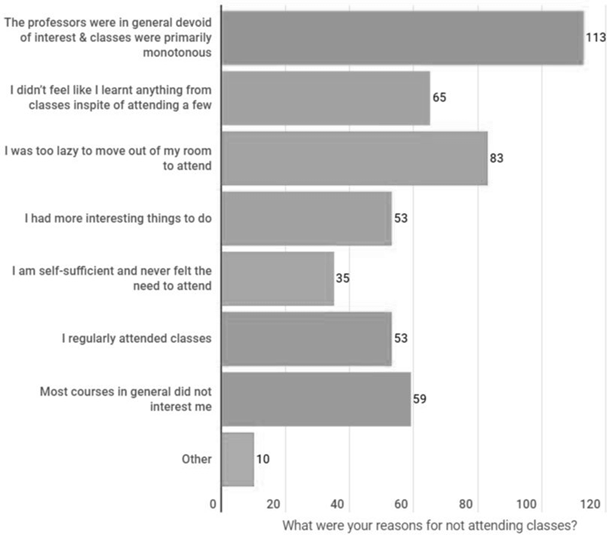 The professors were in general devoid
of interest & classes were primarily
monotonous
113
I didn't feel like I learnt anything from
classes inspite of attending a few
65
I was too lazy to move out of my room
to attend
83
I had more interesting things to do
53
I am self-sufficient and never felt the
need to attend
35
I regularly attended classes
53
Most courses in general did not
interest me
59
Other
10
0 20 40 60 80 100 120
What were your reasons for not attending classes?